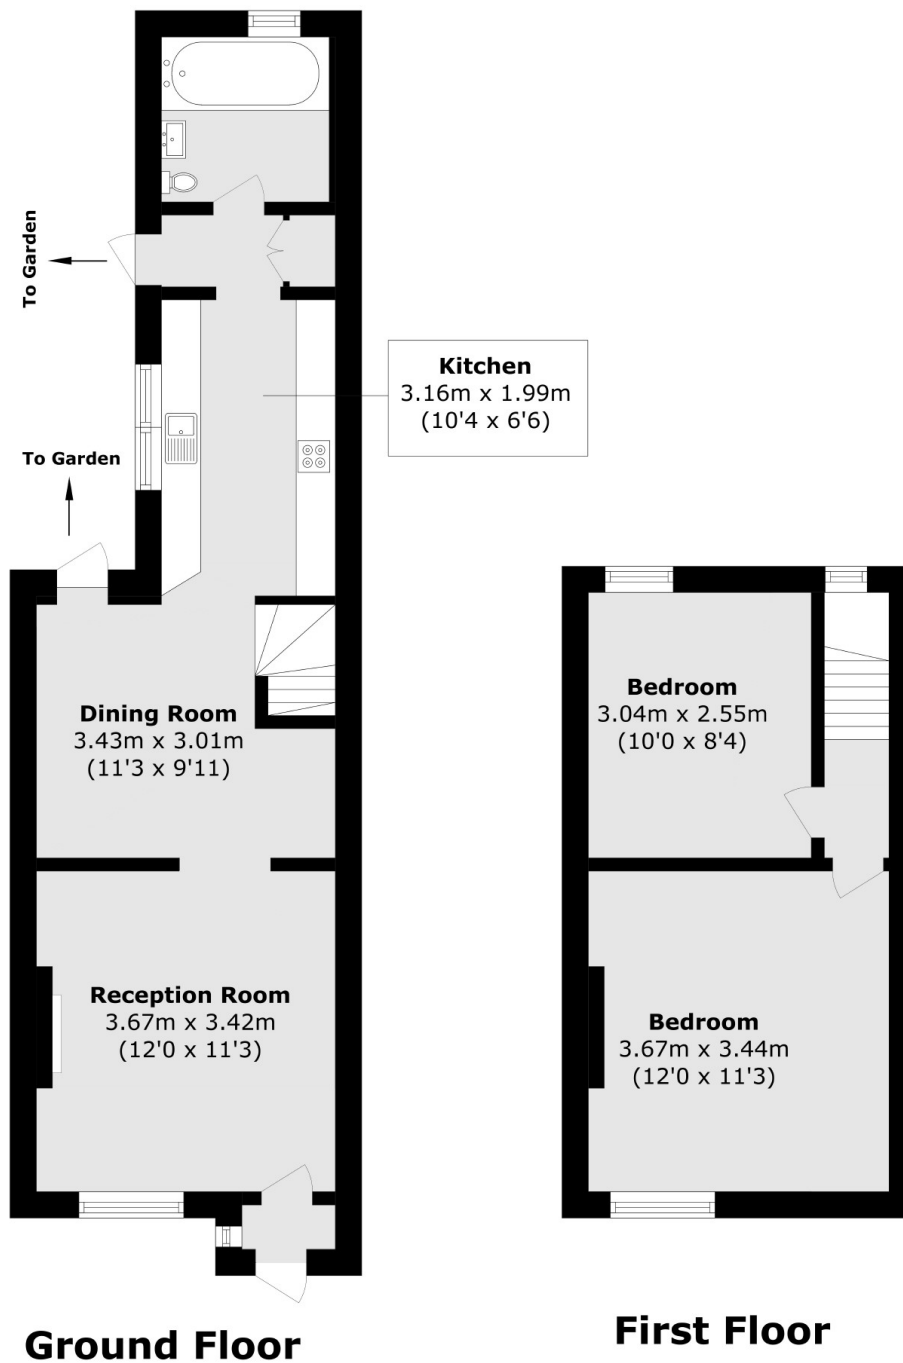 To Garden
Kitchen
3.16m x 1.99m
(10'4 x 6'6)
To Garden
Dining Room
3.43m x 3.01m
(11'3 x 9'11)
Bedroom
3.04m x 2.55m
(10'0 x 8'4)
Reception Room
3.67m x 3.42m
(12'0 x 11'3)
Bedroom
3.67m x 3.44m
(12'0 x 11'3)
Ground Floor
First Floor